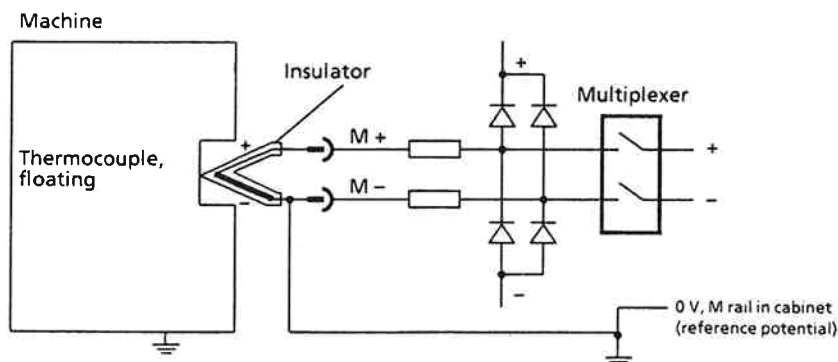 Machine
Insulator
Multiplexer
+
+
M +
+
Thermocouple,
floating
–
M –
–
–
0 V, M rail in cabinet
(reference potential)